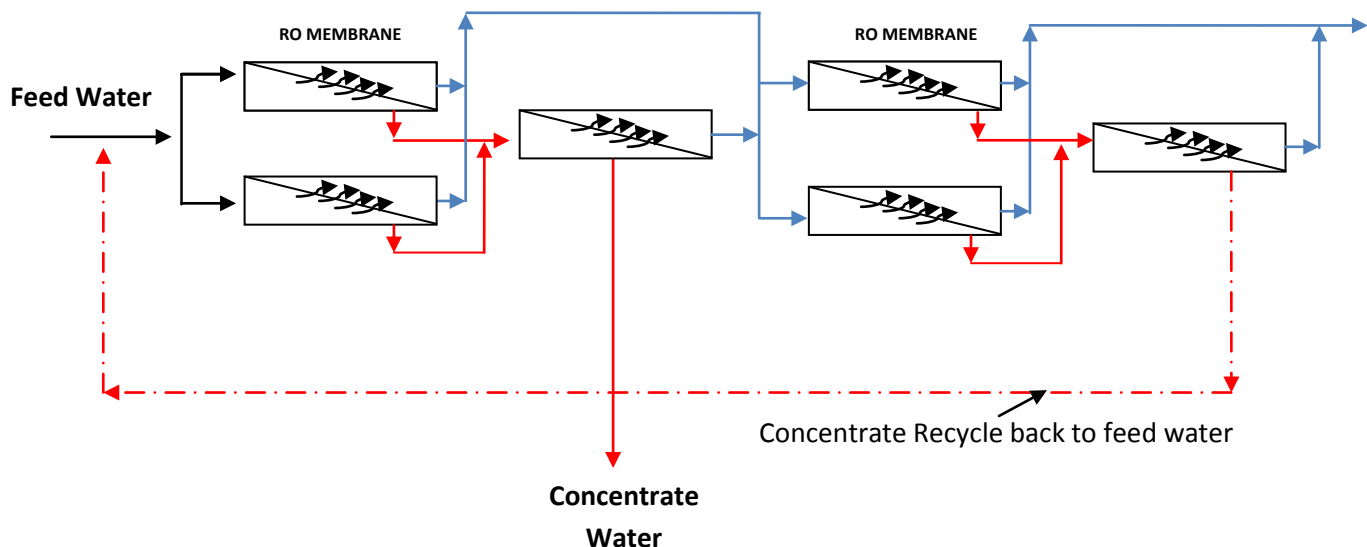 RO MEMBRANE
RO MEMBRANE
Feed Water
Concentrate Recycle back to feed water
Concentrate
Water